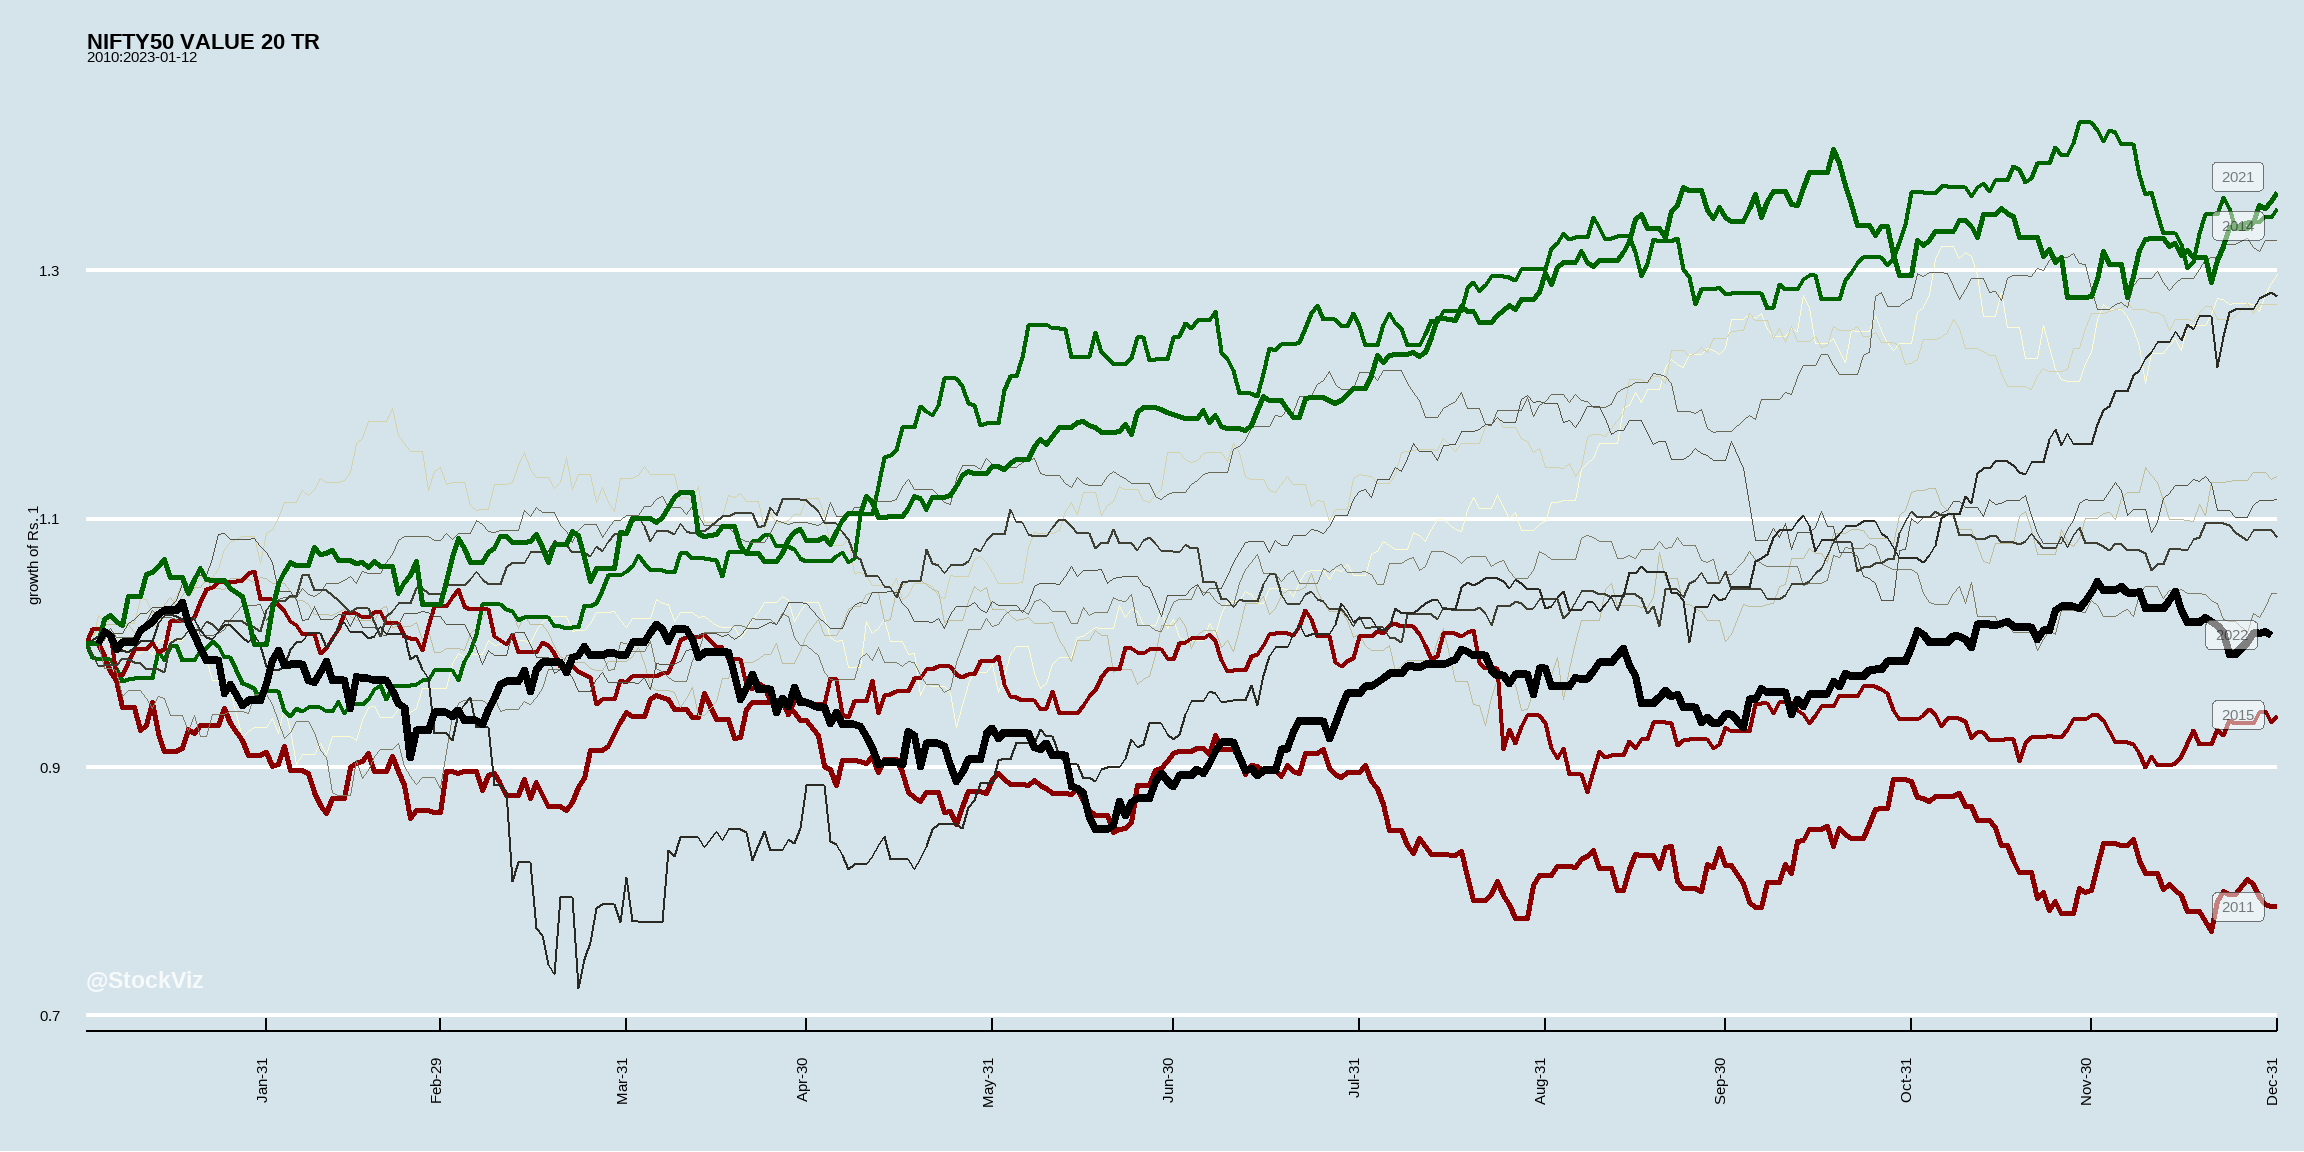 NIFTY50 VALUE 20 TR
2010:2023-01-12
growth of Rs. 1
1.3
1.1
0.9
0.7
2021
2014
2022
2015
2011
@StockViz
Jan-31
Feb-29
Mar-31
Apr-30
May-31
Jun-30
Jul-31
Aug-31
Sep-30
Oct-31
Nov-30
Dec-31